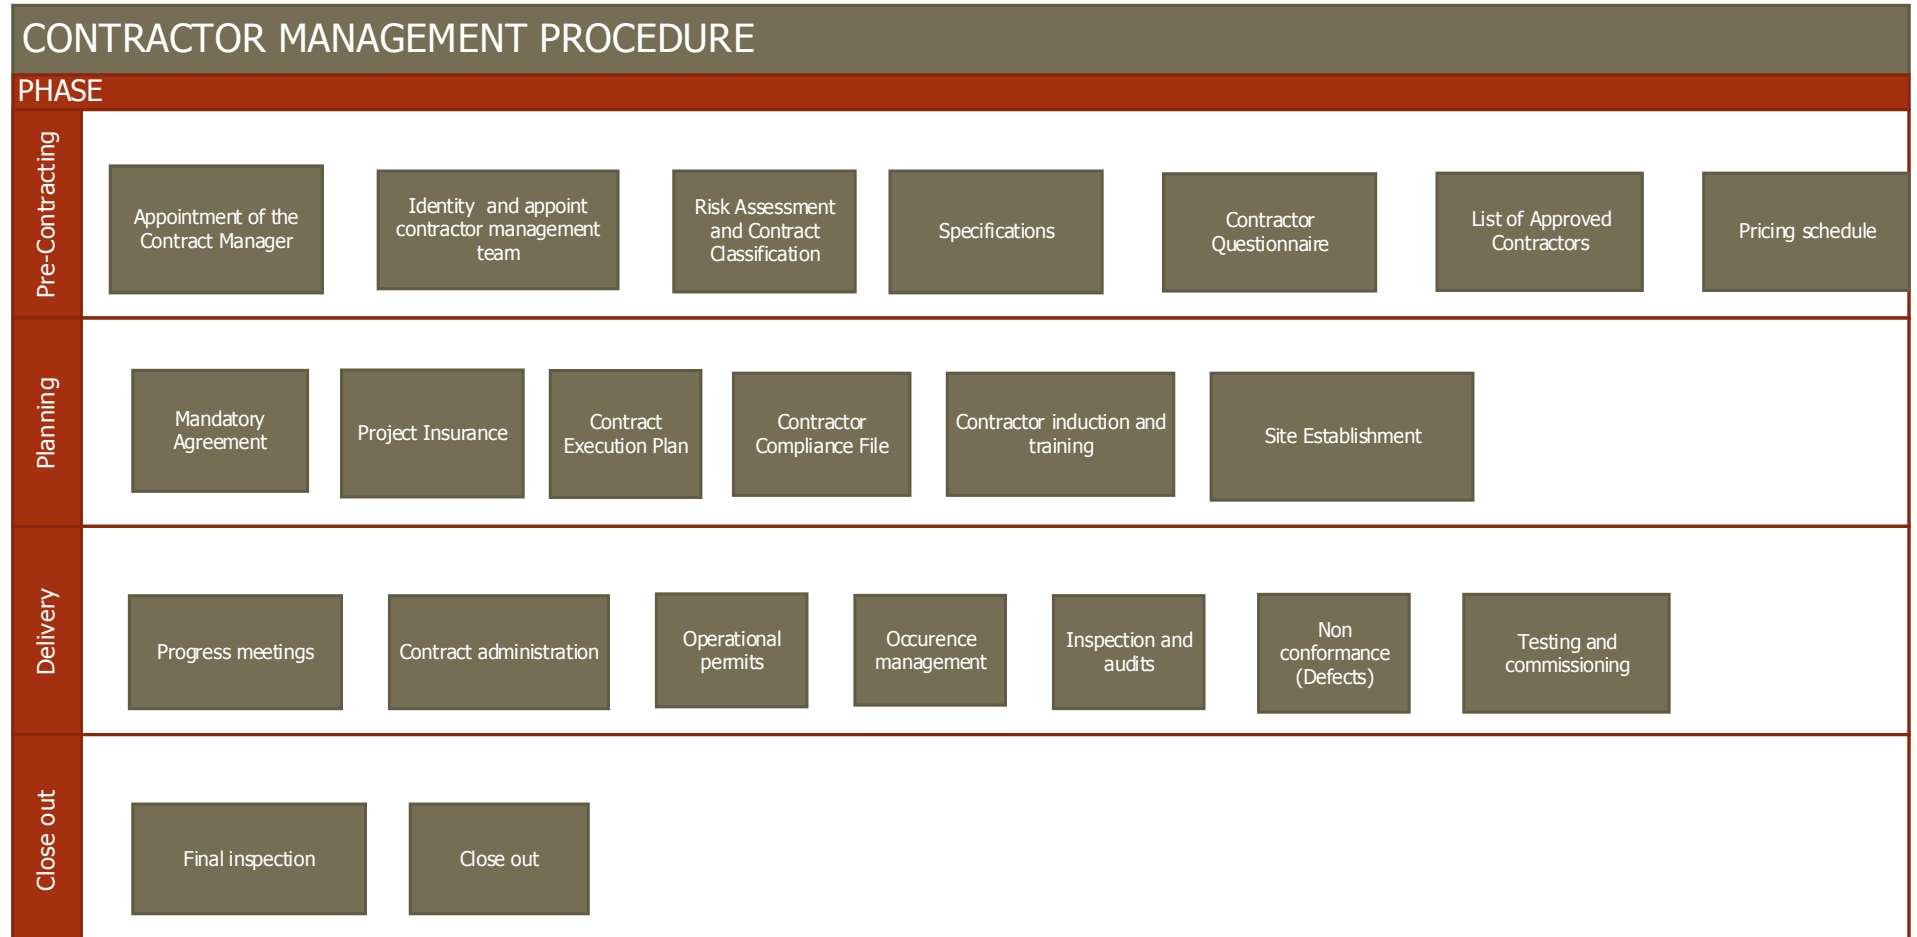 CONTRACTOR MANAGEMENT PROCEDURE
PHASE
Pre-Contracting
Appointment of the
Contract Manager
Identity and appoint
contractor management
team
Risk Assessment
and Contract
Classification
Specifications
Contractor
Questionnaire
List of Approved
Contractors
Pricing schedule
Planning
Mandatory
Agreement
Project Insurance
Contract
Execution Plan
Contractor
Compliance File
Contractor induction and
training
Site Establishment
Delivery
Progress meetings
Contract administration
Operational
permits
Occurence
management
Inspection and
audits
Non
conformance
(Defects)
Testing and
commissioning
Close out
Final inspection
Close out